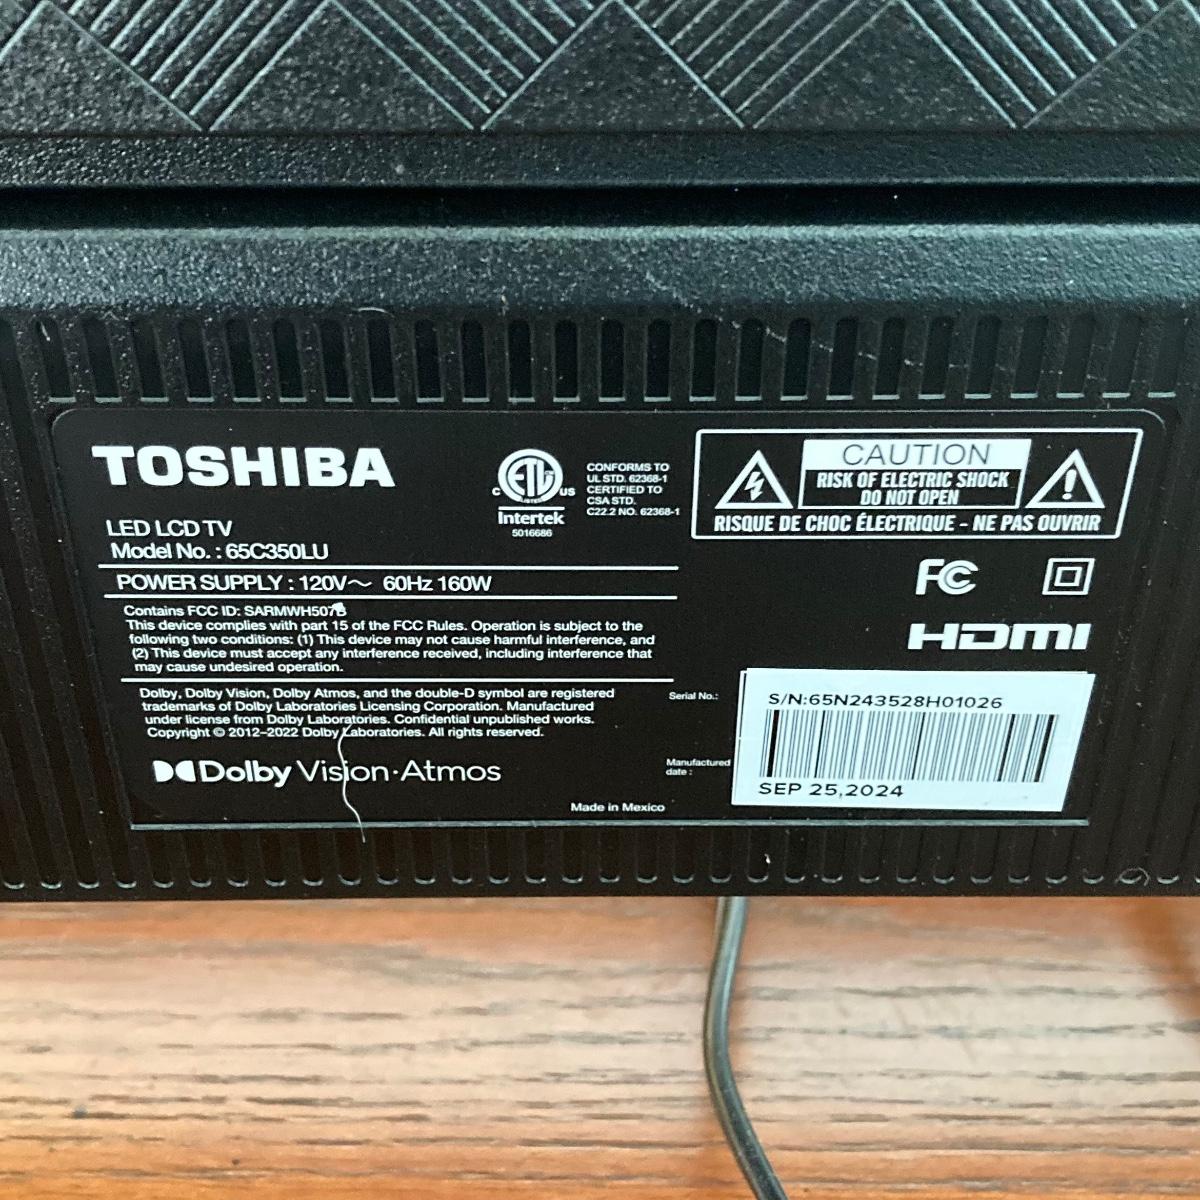 TOSHIBA
LED LCD TV
Model No. : 65C350LU
POWER SUPPLY : 120V～ 60Hz 160W
Contains FCC ID: SARMWH507B
This device complies with part 15 of the FCC Rules. Operation is subject to the
following two conditions: (1) This device may not cause harmful interference, and
(2) This device must accept any interference received, including interference that
may cause undesired operation.
Dolby, Dolby Vision, Dolby Atmos, and the double-D symbol are registered
trademarks of Dolby Laboratories Licensing Corporation. Manufactured
under license from Dolby Laboratories. Confidential unpublished works.
Copyright © 2012–2022 Dolby Laboratories. All rights reserved.
Dolby Vision·Atmos
Made in Mexico
ETL
LISTED
C US
Intertek
5016686
CONFORMS TO
UL STD. 62368-1
CERTIFIED TO
CSA STD.
C22.2 NO. 62368-1
CAUTION
RISK OF ELECTRIC SHOCK
DO NOT OPEN
RISQUE DE CHOC ÉLECTRIQUE – NE PAS OUVRIR
FC
HDMI
Serial No.:
S/N:65N243528H01026
Manufactured
date :
SEP 25,2024